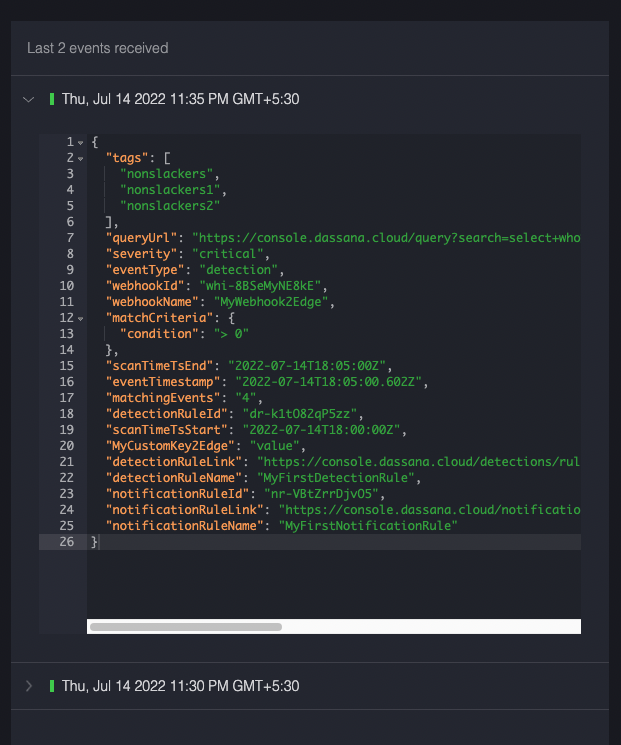 Last 2 events received
Thu, Jul 14 2022 11:35 PM GMT+5:30
1 {
2 "tags": [
3 "nonslackers",
4 "nonslackers1",
5 "nonslackers2"
6 ],
7 "queryUrl": "https://console.dassana.cloud/query?search=select+who
8 "severity": "critical",
9 "eventType": "detection",
10 "webhookId": "whi-8BSeMyNE8kE",
11 "webhookName": "MyWebhook2Edge",
12 "matchCriteria": {
13 "condition": "> 0"
14 },
15 "scanTimeTsEnd": "2022-07-14T18:05:00Z",
16 "eventTimestamp": "2022-07-14T18:05:00.602Z",
17 "matchingEvents": "4",
18 "detectionRuleId": "dr-k1tO82qP5zz",
19 "scanTimeTsStart": "2022-07-14T18:00:00Z",
20 "MyCustomKey2Edge": "value",
21 "detectionRuleLink": "https://console.dassana.cloud/detections/rul
22 "detectionRuleName": "MyFirstDetectionRule",
23 "notificationRuleId": "nr-VBtZrrDjvO5",
24 "notificationRuleLink": "https://console.dassana.cloud/notificatio
25 "notificationRuleName": "MyFirstNotificationRule"
26 }
Thu, Jul 14 2022 11:30 PM GMT+5:30